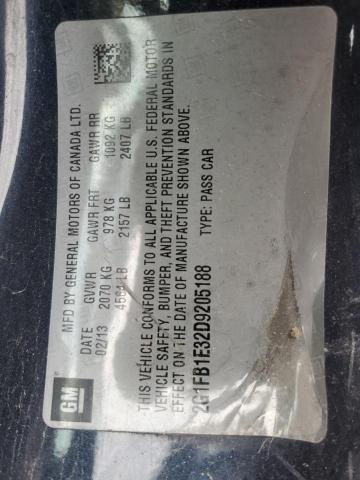 GM
MFD BY GENERAL MOTORS OF CANADA LTD.
DATE GVWR GAWR FRT GAWR RR
02/13 2070 KG 978 KG 1092 KG
4564 LB 2157 LB 2407 LB
THIS VEHICLE CONFORMS TO ALL APPLICABLE U.S. FEDERAL MOTOR
VEHICLE SAFETY, BUMPER, AND THEFT PREVENTION STANDARDS IN
EFFECT ON THE DATE OF MANUFACTURE SHOWN ABOVE.
2G1FB1E32D9205188 TYPE: PASS CAR